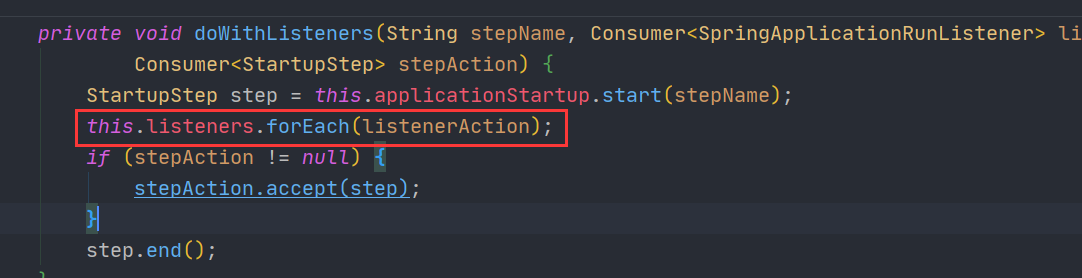 private void doWithListeners(String stepName, Consumer<SpringApplicationRunListener> li
Consumer<StartupStep> stepAction) {
StartupStep step = this.applicationStartup.start(stepName);
this.listeners.forEach(listenerAction);
if (stepAction != null) {
stepAction.accept(step);
}
step.end();
}